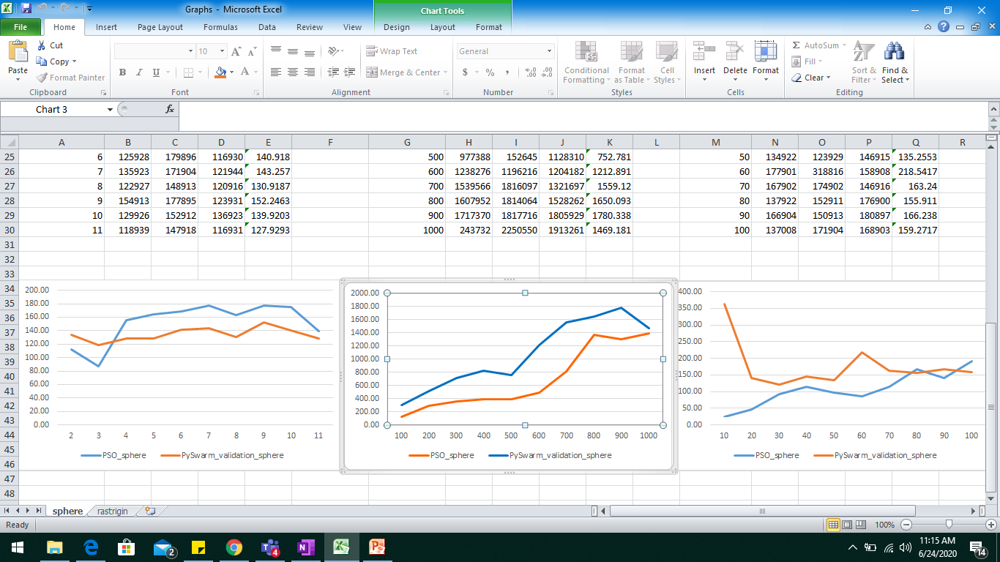 Graphs - Microsoft Excel
Chart Tools
File Home Insert Page Layout Formulas Data Review View Design Layout Format
Paste
Cut
Copy
Format Painter
Clipboard
10 A A
B I U A
Font
Wrap Text
Merge & Center
Alignment
General
$ % , .0 .00 .00 .0
Number
Conditional Formatting
Format as Table
Cell Styles
Styles
Insert Delete Format
Cells
Σ AutoSum
Fill
Clear
Sort & Filter
Find & Select
Editing
Chart 3 fx
A B C D E F G H I J K L M N O P Q R
25 6 125928 179896 116930 140.918 500 977388 152645 1128310 752.781 50 134922 123929 146915 135.2553
26 7 135923 171904 121944 143.257 600 1238276 1196216 1204182 1212.891 60 177901 318816 158908 218.5417
27 8 122927 148913 120916 130.9187 700 1539566 1816097 1321697 1559.12 70 167902 174902 146916 163.24
28 9 154913 177895 123931 152.2463 800 1607952 1814064 1528262 1650.093 80 137922 152911 176900 155.911
29 10 129926 152912 136923 139.9203 900 1717370 1817716 1805929 1780.338 90 166904 150913 180897 166.238
30 11 118939 147918 116931 127.9293 1000 243732 2250550 1913261 1469.181 100 137008 171904 168903 159.2717
31
32
33
34
35
36
37
38
39
40
41
42
43
44
45
46
47
48
200.00
180.00
160.00
140.00
120.00
100.00
80.00
60.00
40.00
20.00
0.00
2 3 4 5 6 7 8 9 10 11
PSO_sphere PySwarm_validation_sphere
2000.00
1800.00
1600.00
1400.00
1200.00
1000.00
800.00
600.00
400.00
200.00
0.00
100 200 300 400 500 600 700 800 900 1000
PSO_sphere PySwarm_validation_sphere
400.00
350.00
300.00
250.00
200.00
150.00
100.00
50.00
0.00
10 20 30 40 50 60 70 80 90 100
PSO_sphere PySwarm_validation_sphere
sphere rastrigin
Ready 100%
2 4 11:15 AM
6/24/2020 14